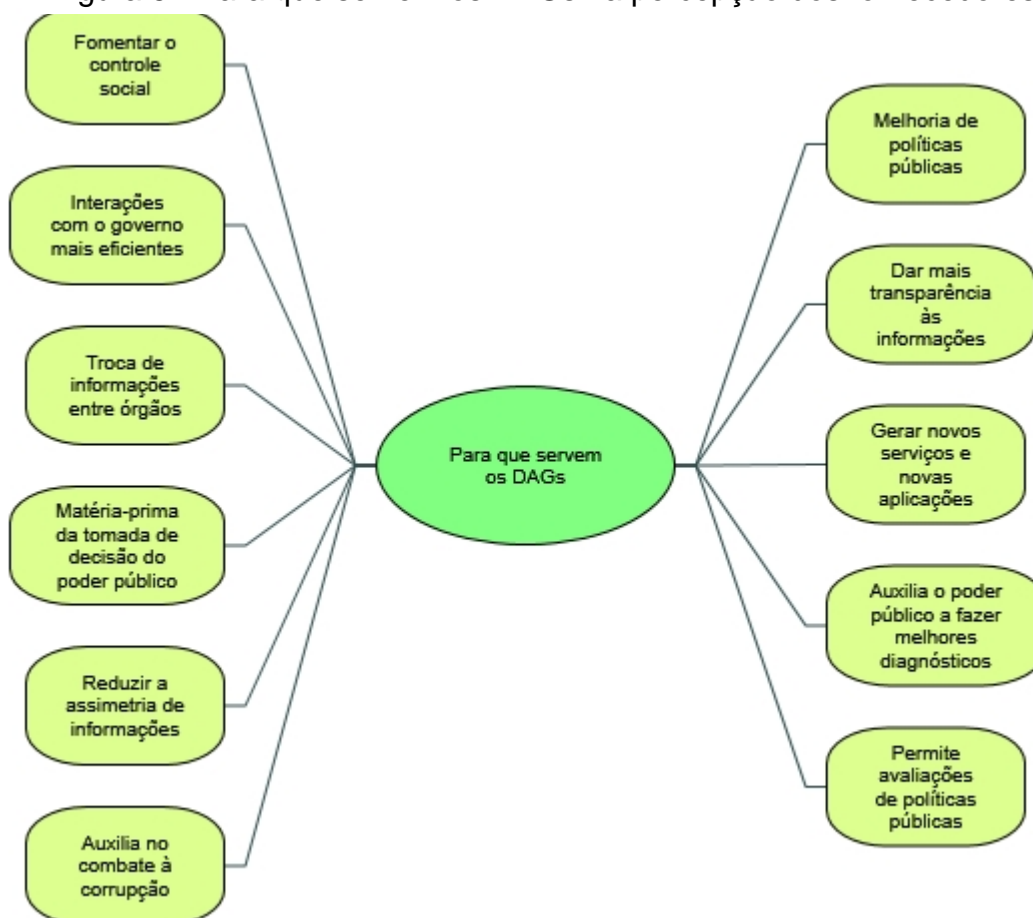 Fomentar o
controle
social
Interações
com o governo
mais eficientes
Troca de
informações
entre órgãos
Matéria-prima
da tomada de
decisão do
poder público
Reduzir a
assimetria de
informações
Auxilia no
combate à
corrupção
Para que servem
os DAGs
Melhoria de
políticas
públicas
Dar mais
transparência
às
informações
Gerar novos
serviços e
novas
aplicações
Auxilia o poder
público a fazer
melhores
diagnósticos
Permite
avaliações
de políticas
públicas